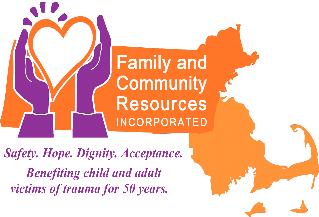 Family and
Community
Resources
INCORPORATED
Safety. Hope. Dignity. Acceptance.
Benefiting child and adult
victims of trauma for 50 years.